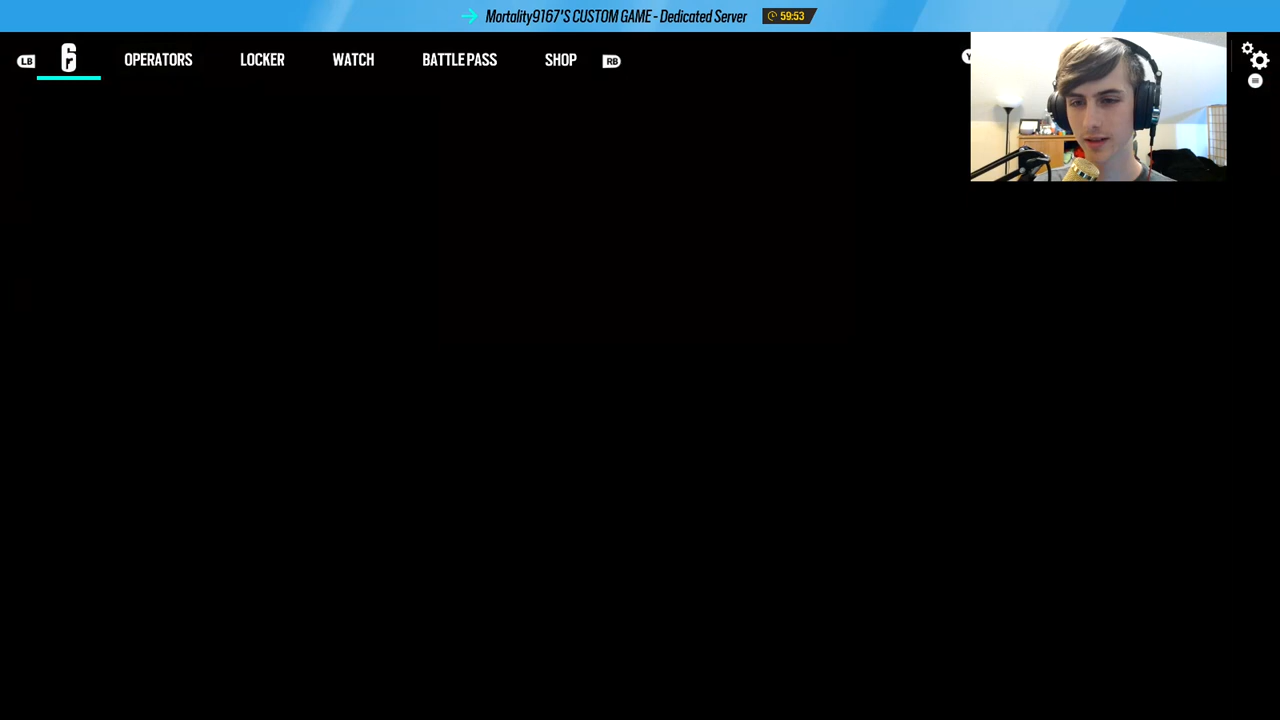 Mortality9167'S CUSTOM GAME - Dedicated Server 59:53
LB OPERATORS LOCKER WATCH BATTLE PASS SHOP RB Y